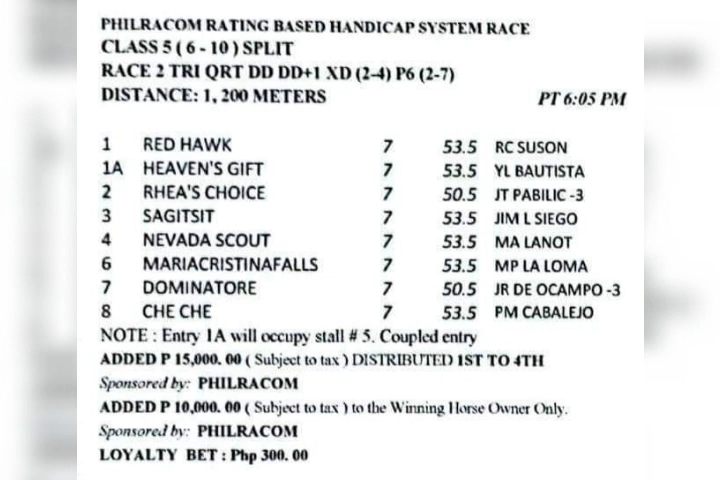 PHILRACOM RATING BASED HANDICAP SYSTEM RACE
CLASS 5 ( 6 - 10 ) SPLIT
RACE 2 TRI QRT DD DD+1 XD (2-4) P6 (2-7)
DISTANCE: 1, 200 METERS PT 6:05 PM
1 RED HAWK 7 53.5 RC SUSON
1A HEAVEN'S GIFT 7 53.5 YL BAUTISTA
2 RHEA'S CHOICE 7 50.5 JT PABILIC -3
3 SAGITSIT 7 53.5 JIM L SIEGO
4 NEVADA SCOUT 7 53.5 MA LANOT
6 MARIACRISTINAFALLS 7 53.5 MP LA LOMA
7 DOMINATORE 7 50.5 JR DE OCAMPO -3
8 CHE CHE 7 53.5 PM CABALEJO
NOTE : Entry 1A will occupy stall # 5. Coupled entry
ADDED P 15,000. 00 ( Subject to tax ) DISTRIBUTED 1ST TO 4TH
Sponsored by: PHILRACOM
ADDED P 10,000. 00 ( Subject to tax ) to the Winning Horse Owner Only.
Sponsored by: PHILRACOM
LOYALTY BET : Php 300. 00